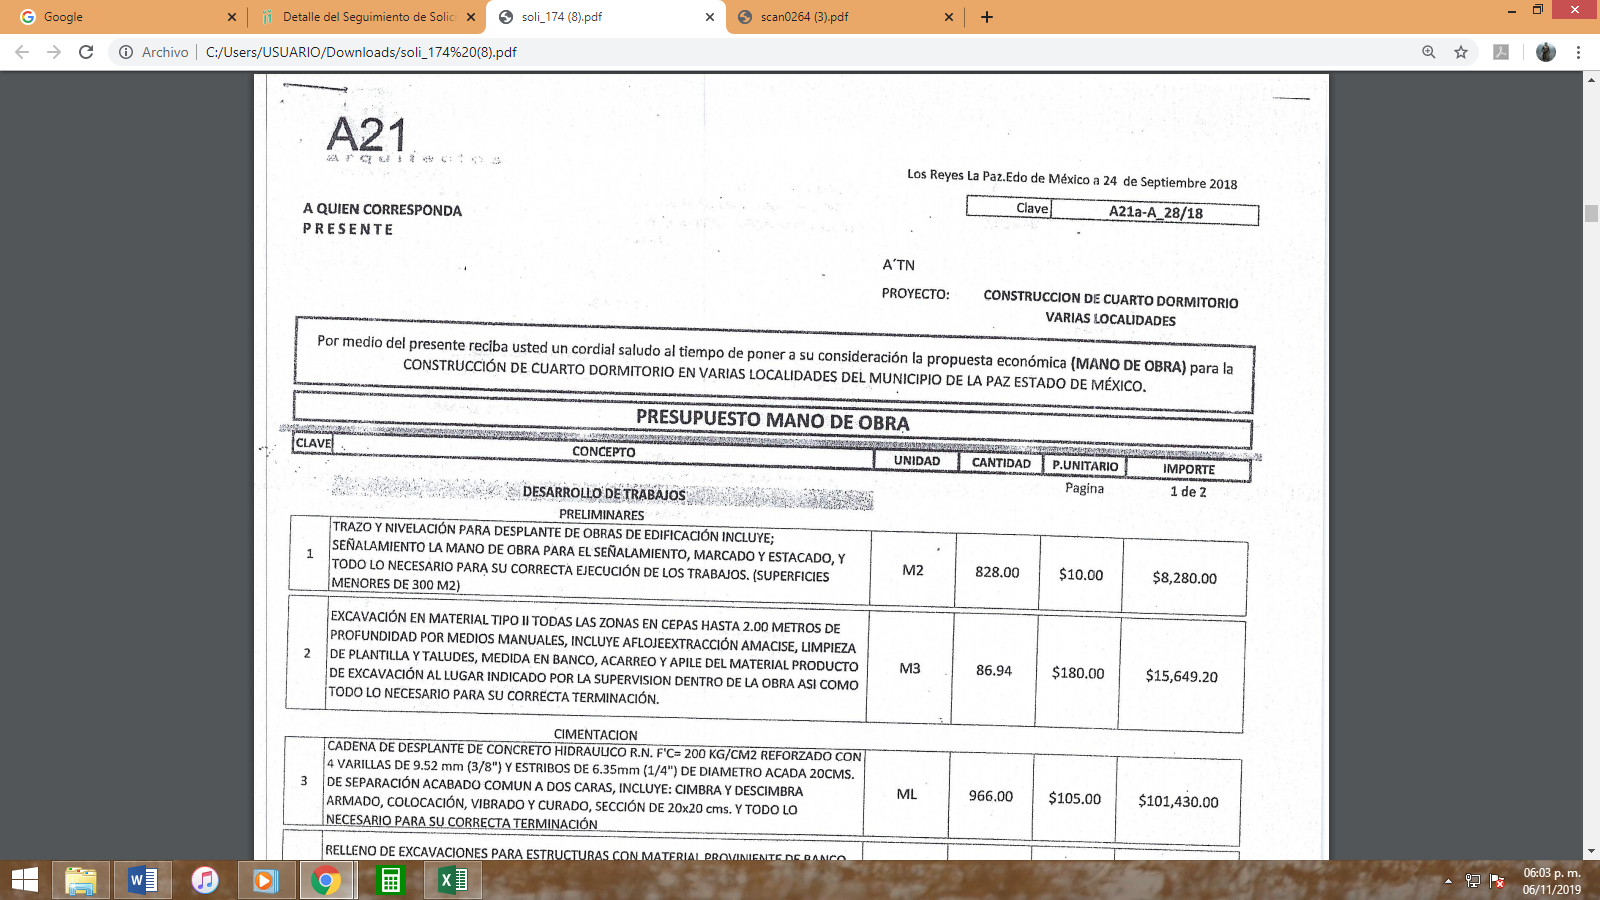 Google
Detalle del Seguimiento de Solici
soli_174 (8).pdf
scan0264 (3).pdf
Archivo
C:/Users/USUARIO/Downloads/soli_174%20(8).pdf
A21
arquitectos
Los Reyes La Paz.Edo de México a 24 de Septiembre 2018
Clave A21a-A_28/18
A QUIEN CORRESPONDA
PRESENTE
A´TN
PROYECTO: CONSTRUCCION DE CUARTO DORMITORIO
VARIAS LOCALIDADES
Por medio del presente reciba usted un cordial saludo al tiempo de poner a su consideración la propuesta económica (MANO DE OBRA) para la
CONSTRUCCIÓN DE CUARTO DORMITORIO EN VARIAS LOCALIDADES DEL MUNICIPIO DE LA PAZ ESTADO DE MÉXICO.
PRESUPUESTO MANO DE OBRA
CLAVE CONCEPTO UNIDAD CANTIDAD P.UNITARIO IMPORTE
Pagina 1 de 2
DESARROLLO DE TRABAJOS
PRELIMINARES
1
TRAZO Y NIVELACIÓN PARA DESPLANTE DE OBRAS DE EDIFICACIÓN INCLUYE;
SEÑALAMIENTO LA MANO DE OBRA PARA EL SEÑALAMIENTO, MARCADO Y ESTACADO, Y
TODO LO NECESARIO PARA SU CORRECTA EJECUCIÓN DE LOS TRABAJOS. (SUPERFICIES
MENORES DE 300 M2)
M2 828.00 $10.00 $8,280.00
2
EXCAVACIÓN EN MATERIAL TIPO II TODAS LAS ZONAS EN CEPAS HASTA 2.00 METROS DE
PROFUNDIDAD POR MEDIOS MANUALES, INCLUYE AFLOJEEXTRACCIÓN AMACISE, LIMPIEZA
DE PLANTILLA Y TALUDES, MEDIDA EN BANCO, ACARREO Y APILE DEL MATERIAL PRODUCTO
DE EXCAVACIÓN AL LUGAR INDICADO POR LA SUPERVISION DENTRO DE LA OBRA ASI COMO
TODO LO NECESARIO PARA SU CORRECTA TERMINACIÓN.
M3 86.94 $180.00 $15,649.20
CIMENTACION
3
CADENA DE DESPLANTE DE CONCRETO HIDRAULICO R.N. F'C= 200 KG/CM2 REFORZADO CON
4 VARILLAS DE 9.52 mm (3/8") Y ESTRIBOS DE 6.35mm (1/4") DE DIAMETRO ACADA 20CMS.
DE SEPARACIÓN ACABADO COMUN A DOS CARAS, INCLUYE: CIMBRA Y DESCIMBRA
ARMADO, COLOCACIÓN, VIBRADO Y CURADO, SECCIÓN DE 20x20 cms. Y TODO LO
NECESARIO PARA SU CORRECTA TERMINACIÓN
ML 966.00 $105.00 $101,430.00
RELLENO DE EXCAVACIONES PARA ESTRUCTURAS CON MATERIAL PROVINIENTE DE BANCO
06:03 p. m.
06/11/2019